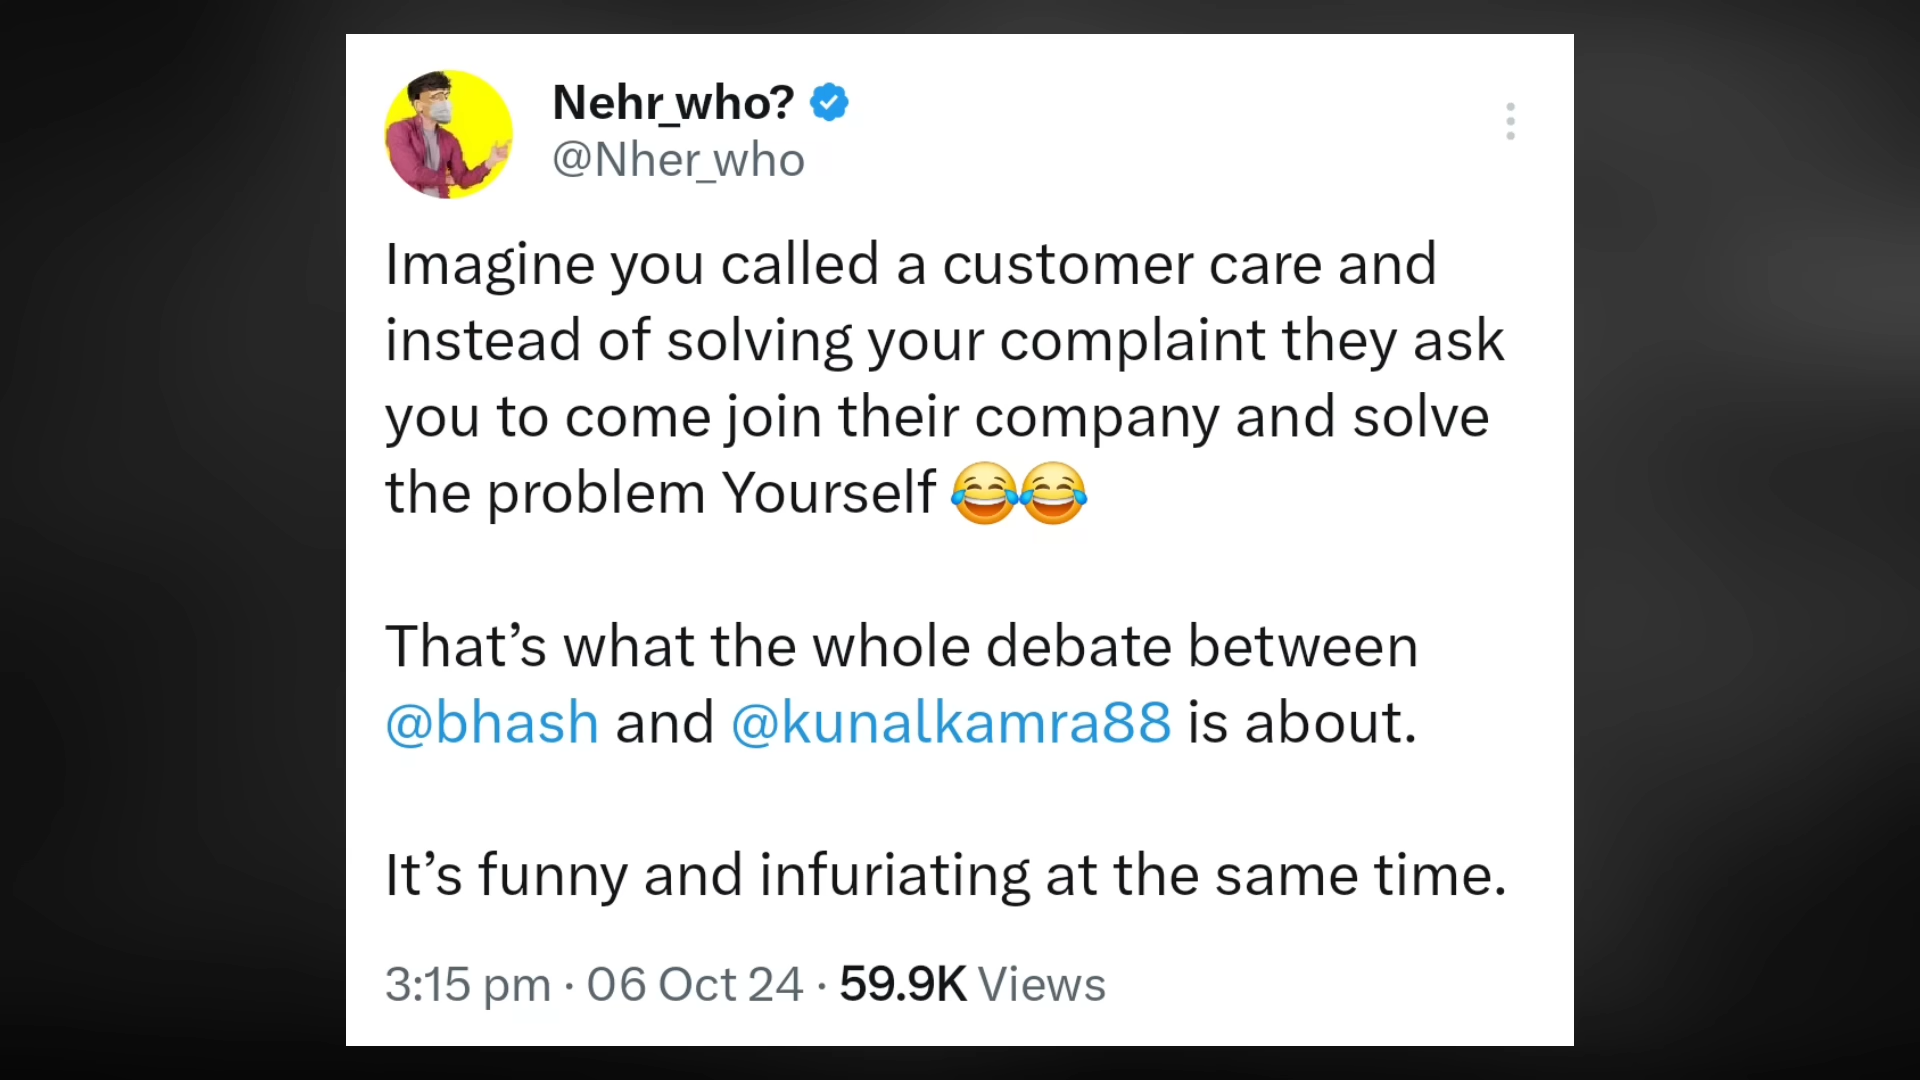 Nehr_who?
@Nher_who
Imagine you called a customer care and
instead of solving your complaint they ask
you to come join their company and solve
the problem Yourself 😂😂
That’s what the whole debate between
@bhash and @kunalkamra88 is about.
It’s funny and infuriating at the same time.
3:15 pm · 06 Oct 24 · 59.9K Views